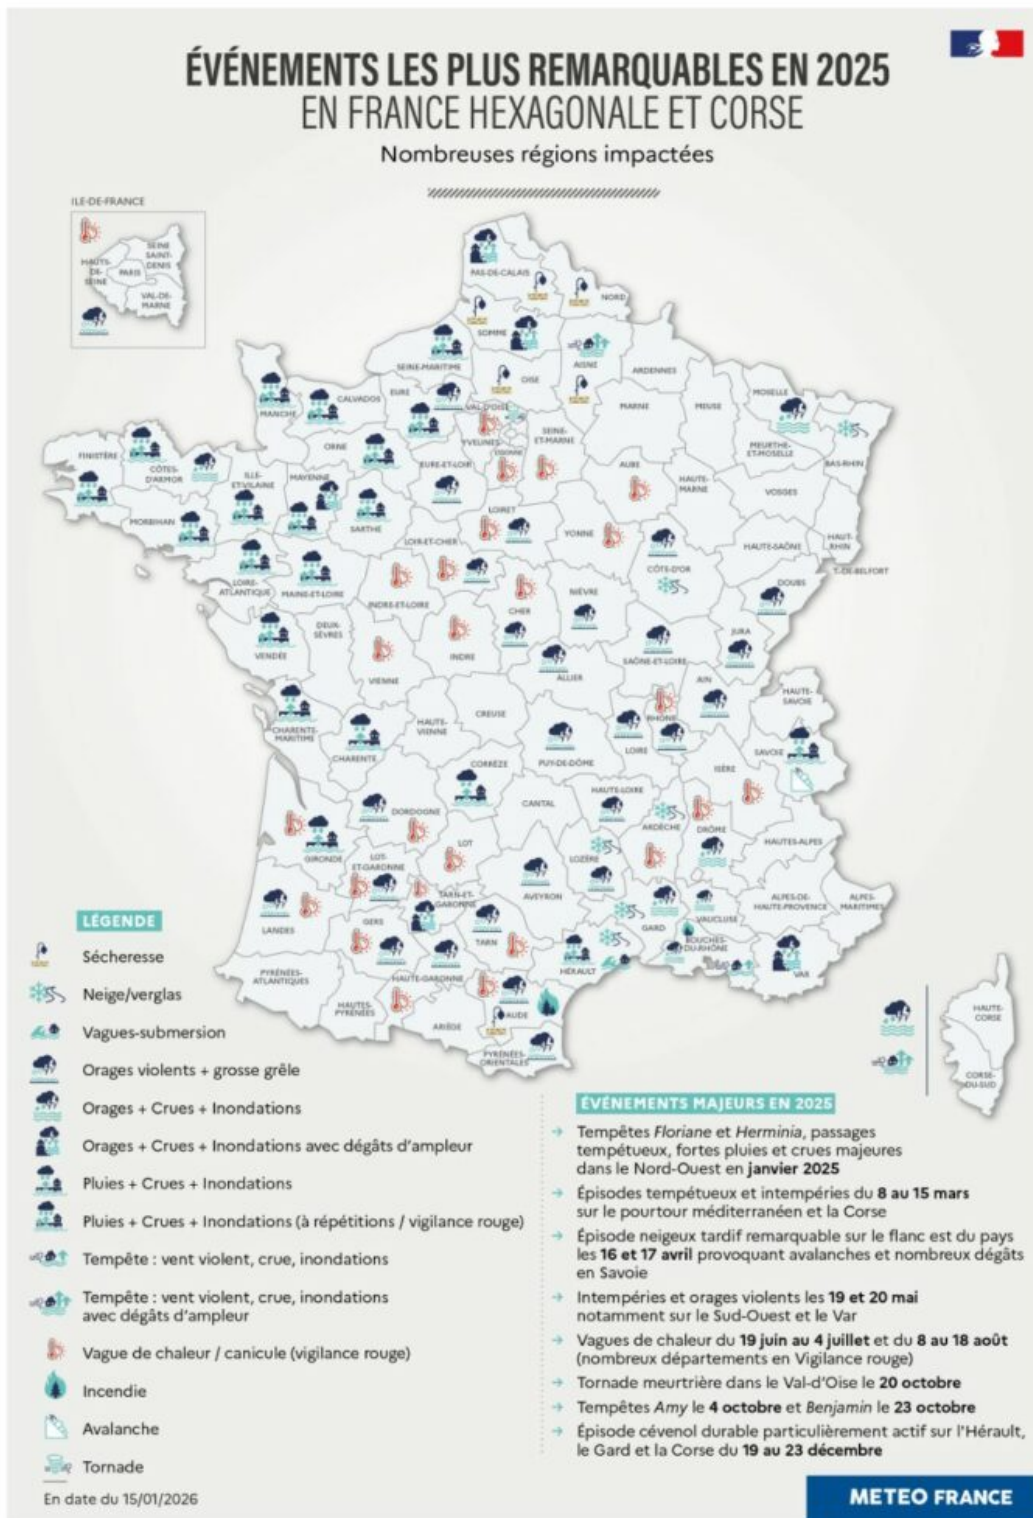 ÉVÉNEMENTS LES PLUS REMARQUABLES EN 2025
EN FRANCE HEXAGONALE ET CORSE
Nombreuses régions impactées
ILE-DE-FRANCE
HAUTS-
DE-
SEINE
SEINE
SAINT-
DENIS
PARIS
VAL-DE-
MARNE
PAS-DE-CALAIS
NORD
SOMME
SEINE-MARITIME
AISNE
ARDENNES
OISE
MANCHE
CALVADOS
EURE
VAL-D'OISE
MARNE
MEUSE
MOSELLE
YVELINES
ESSONNE
SEINE-
ET-MARNE
MEURTHE-
ET-MOSELLE
BAS-RHIN
FINISTÈRE
CÔTES-
D'ARMOR
ILLE-
ET-VILAINE
MAYENNE
ORNE
EURE-ET-LOIR
AUBE
HAUTE-
MARNE
VOSGES
MORBIHAN
SARTHE
LOIRET
LOIR-ET-CHER
YONNE
HAUTE-SAÔNE
HAUT-
RHIN
T-DE-BELFORT
LOIRE-
ATLANTIQUE
MAINE-ET-LOIRE
INDRE-ET-LOIRE
CHER
NIÈVRE
CÔTE-D'OR
DOUBS
VENDÉE
DEUX-
SÈVRES
VIENNE
INDRE
ALLIER
SAÔNE-ET-LOIRE
JURA
AIN
HAUTE-
SAVOIE
CHARENTE-
MARITIME
CHARENTE
HAUTE-
VIENNE
CREUSE
PUY-DE-DÔME
LOIRE
RHÔNE
SAVOIE
ISÈRE
CORRÈZE
CANTAL
HAUTE-LOIRE
DORDOGNE
ARDÈCHE
DRÔME
HAUTES-ALPES
GIRONDE
LOT-
ET-GARONNE
LOT
LOZÈRE
AVEYRON
TARN-ET-
GARONNE
LANDES
GERS
TARN
GARD
VAUCLUSE
ALPES-DE-
HAUTE-PROVENCE
ALPES-
MARITIMES
BOUCHES-
DU-RHÔNE
VAR
HÉRAULT
PYRÉNÉES-
ATLANTIQUES
HAUTES-
PYRÉNÉES
HAUTE-GARONNE
ARIÈGE
AUDE
PYRÉNÉES-
ORIENTALES
HAUTE-
CORSE
CORSE-
DU-SUD
LÉGENDE
Sécheresse
Neige/verglas
Vagues-submersion
Orages violents + grosse grêle
Orages + Crues + Inondations
Orages + Crues + Inondations avec dégâts d'ampleur
Pluies + Crues + Inondations
Pluies + Crues + Inondations (à répétitions / vigilance rouge)
Tempête : vent violent, crue, inondations
Tempête : vent violent, crue, inondations
avec dégâts d'ampleur
Vague de chaleur / canicule (vigilance rouge)
Incendie
Avalanche
Tornade
En date du 15/01/2026
ÉVÉNEMENTS MAJEURS EN 2025
→ Tempêtes Floriane et Herminia, passages
tempétueux, fortes pluies et crues majeures
dans le Nord-Ouest en janvier 2025
→ Épisodes tempétueux et intempéries du 8 au 15 mars
sur le pourtour méditerranéen et la Corse
→ Épisode neigeux tardif remarquable sur le flanc est du pays
les 16 et 17 avril provoquant avalanches et nombreux dégâts
en Savoie
→ Intempéries et orages violents les 19 et 20 mai
notamment sur le Sud-Ouest et le Var
→ Vagues de chaleur du 19 juin au 4 juillet et du 8 au 18 août
(nombreux départements en Vigilance rouge)
→ Tornade meurtrière dans le Val-d'Oise le 20 octobre
→ Tempêtes Amy le 4 octobre et Benjamin le 23 octobre
→ Épisode cévenol durable particulièrement actif sur l'Hérault,
le Gard et la Corse du 19 au 23 décembre
METEO FRANCE